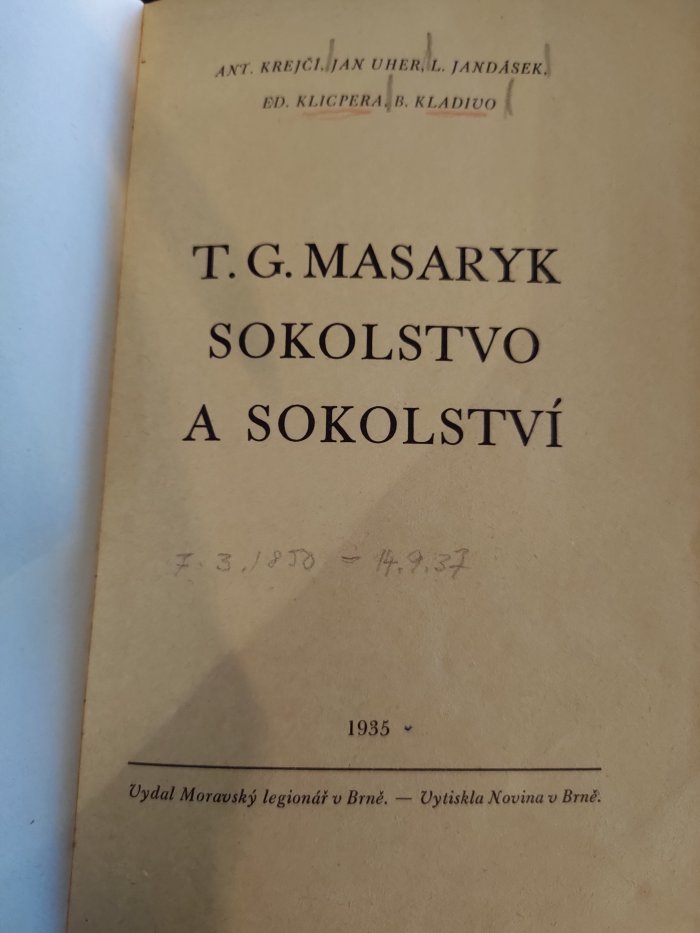 ANT. KREJČÍ, JAN UHER, L. JANDÁSEK,
ED. KLICPERA, B. KLADIVO
T. G. MASARYK
SOKOLSTVO
A SOKOLSTVÍ
7. 3. 1850 – 14. 9. 37
1935
Vydal Moravský legionář v Brně. — Vytiskla Novina v Brně.